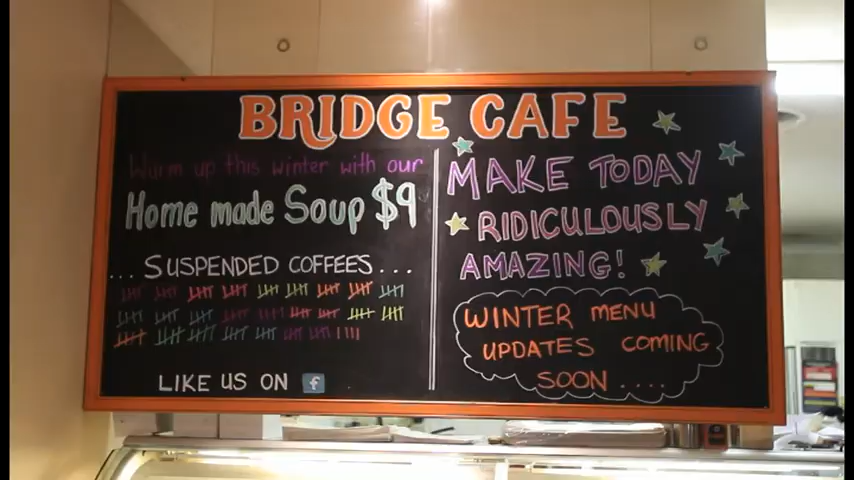 BRIDGE CAFE
Warm up this winter with our
Home made Soup $9
... SUSPENDED COFFEES ...
LIKE US ON f
MAKE TODAY
RIDICULOUSLY
AMAZING!
WINTER MENU
UPDATES COMING
SOON ....